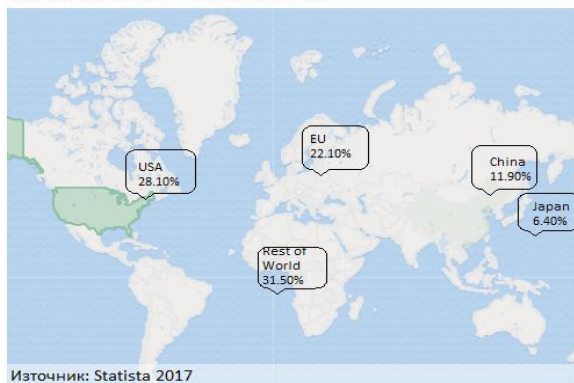 USA
28.10%
EU
22.10%
China
11.90%
Japan
6.40%
Rest of
World
31.50%
Източник: Statista 2017